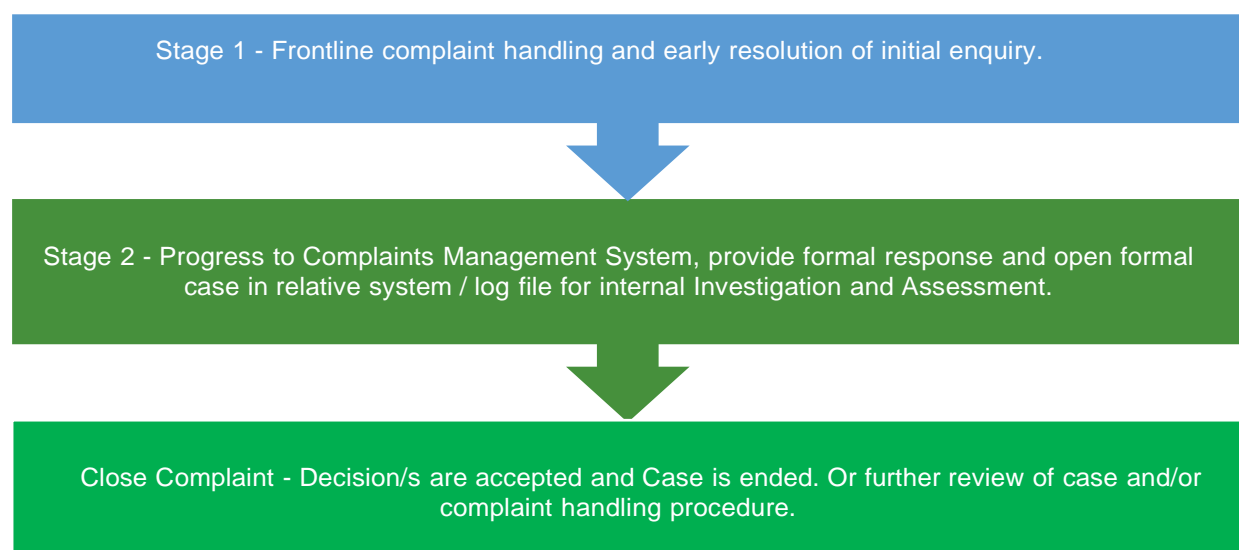 Stage 1 - Frontline complaint handling and early resolution of initial enquiry.
Stage 2 - Progress to Complaints Management System, provide formal response and open formal
case in relative system / log file for internal Investigation and Assessment.
Close Complaint - Decision/s are accepted and Case is ended. Or further review of case and/or
complaint handling procedure.